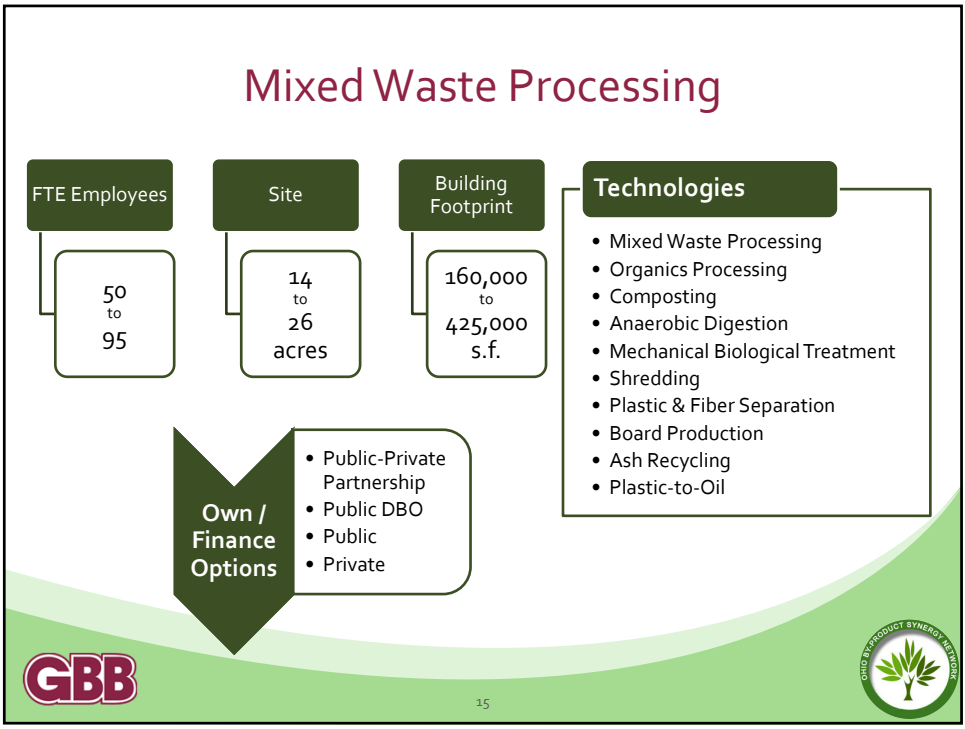 Mixed Waste Processing
FTE Employees
50
to
95
Site
14
to
26
acres
Building
Footprint
160,000
to
425,000
s.f.
Technologies
• Mixed Waste Processing
• Organics Processing
• Composting
• Anaerobic Digestion
• Mechanical Biological Treatment
• Shredding
• Plastic & Fiber Separation
• Board Production
• Ash Recycling
• Plastic-to-Oil
Own /
Finance
Options
• Public-Private
Partnership
• Public DBO
• Public
• Private
GBB
15
OHIO BY-PRODUCT SYNERGY NETWORK